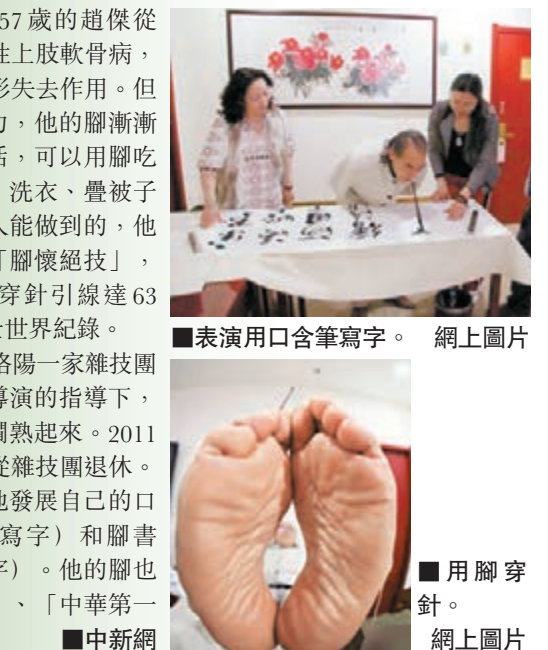 57歲的趙傑從
性上肢軟骨病，
形失去作用。但
力，他的腳漸漸
活，可以用腳吃
、洗衣、疊被子
人能做到的，他
「腳懷絕技」，
穿針引線達63
世界紀錄。
洛陽一家雜技團
導演的指導下，
嫻熟起來。2011
從雜技團退休。
地發展自己的口
寫字）和腳書
字）。他的腳也
、「中華第一
■中新網
■表演用口含筆寫字。 網上圖片
■用腳穿
針。
網上圖片